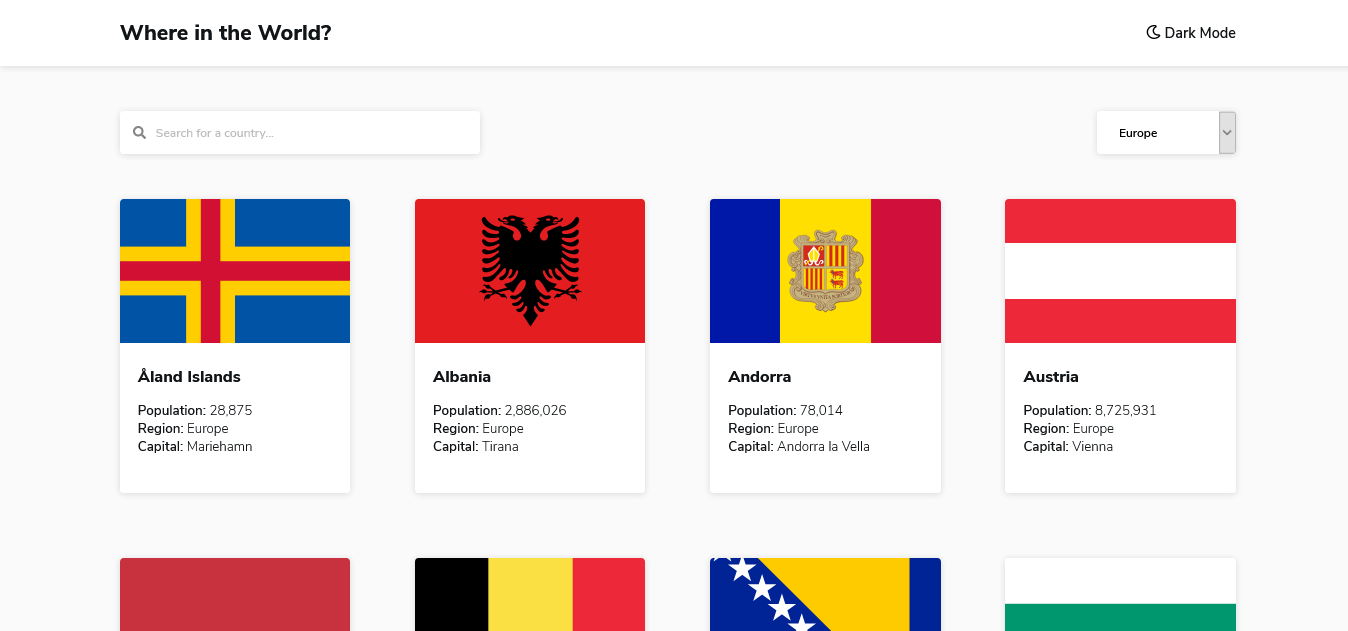 Where in the World?
Dark Mode
Search for a country...
Europe
Åland Islands
Population: 28,875
Region: Europe
Capital: Mariehamn
Albania
Population: 2,886,026
Region: Europe
Capital: Tirana
Andorra
Population: 78,014
Region: Europe
Capital: Andorra la Vella
Austria
Population: 8,725,931
Region: Europe
Capital: Vienna